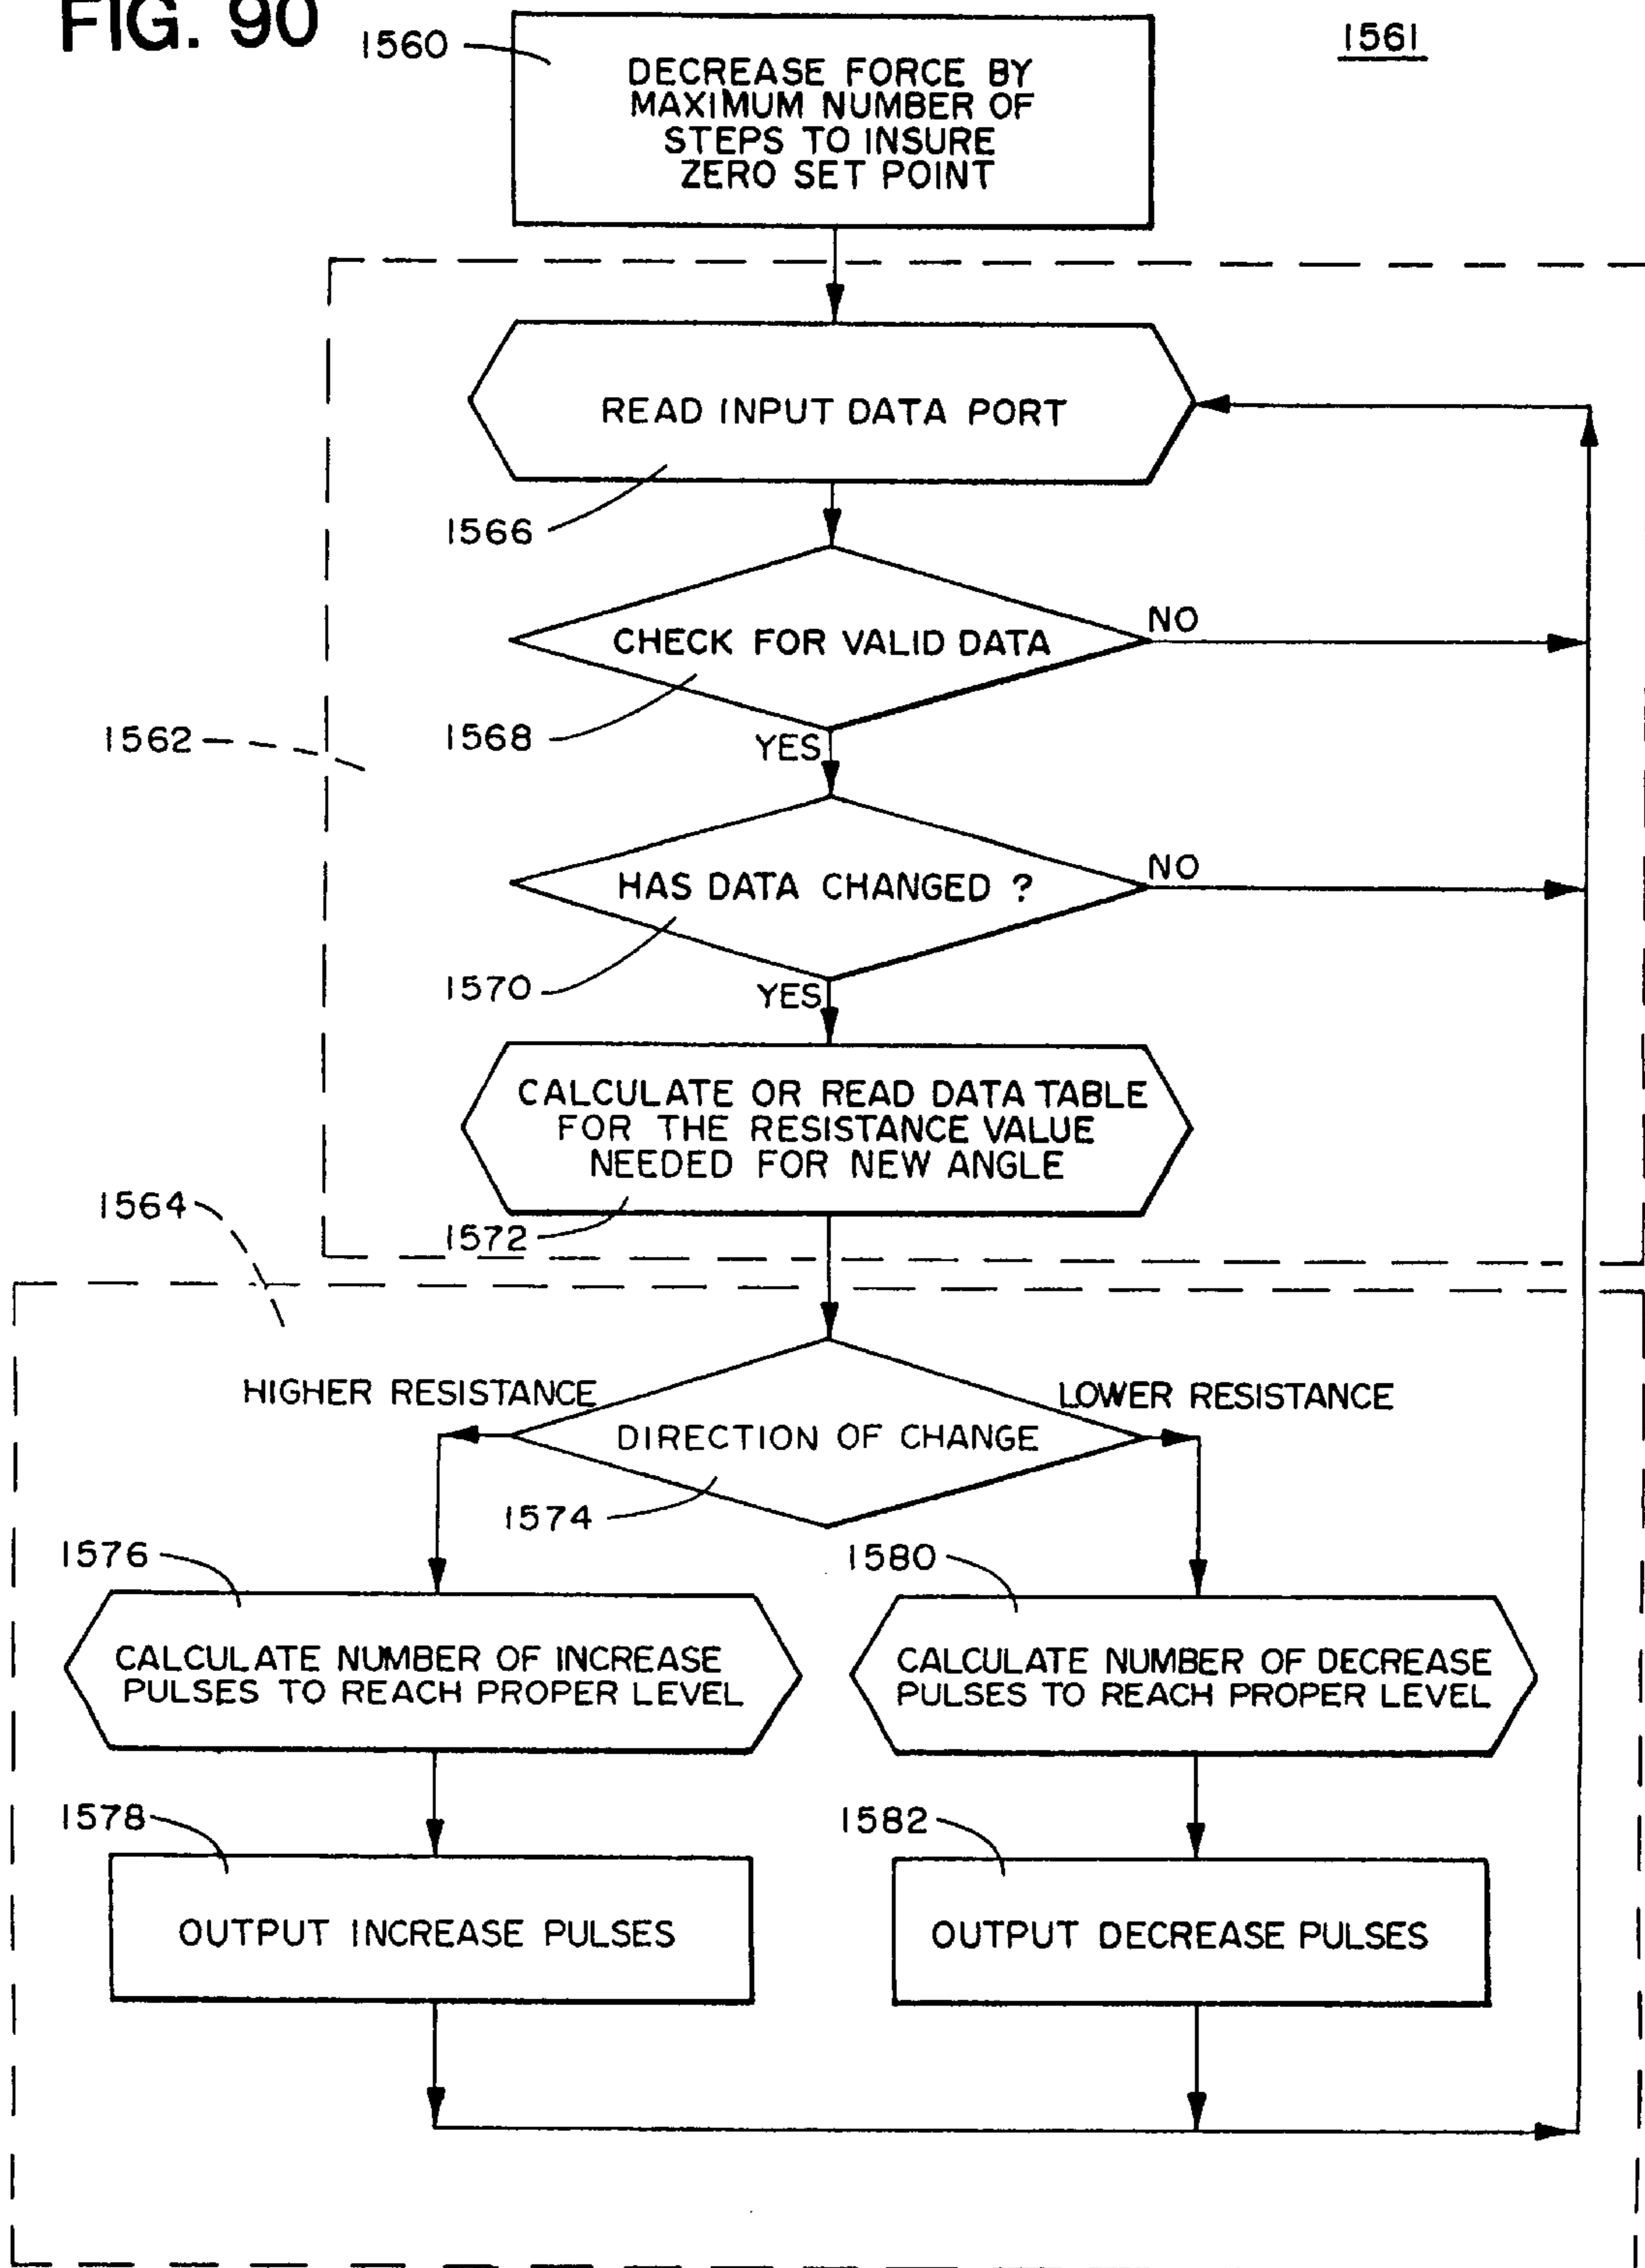 FIG. 90
1560
1561
DECREASE FORCE BY
MAXIMUM NUMBER OF
STEPS TO INSURE
ZERO SET POINT
READ INPUT DATA PORT
1566
CHECK FOR VALID DATA
NO
1562
1568
YES
HAS DATA CHANGED ?
NO
1570
YES
CALCULATE OR READ DATA TABLE
FOR THE RESISTANCE VALUE
NEEDED FOR NEW ANGLE
1564
1572
HIGHER RESISTANCE
LOWER RESISTANCE
DIRECTION OF CHANGE
1574
1576
1580
CALCULATE NUMBER OF INCREASE
PULSES TO REACH PROPER LEVEL
CALCULATE NUMBER OF DECREASE
PULSES TO REACH PROPER LEVEL
1578
1582
OUTPUT INCREASE PULSES
OUTPUT DECREASE PULSES